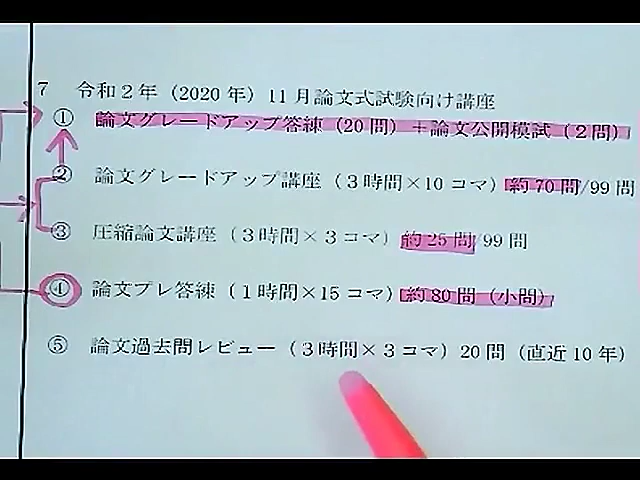 7 令和2年（2020年）11月論文式試験向け講座
① 論文グレードアップ答練（20問）＋論文公開模試（2問）
② 論文グレードアップ講座（3時間×10コマ）約70問/99問
③ 圧縮論文講座（3時間×3コマ）約25問/99問
④ 論文プレ答練（1時間×15コマ）約80問（小問）
⑤ 論文過去問レビュー（3時間×3コマ）20問（直近10年）